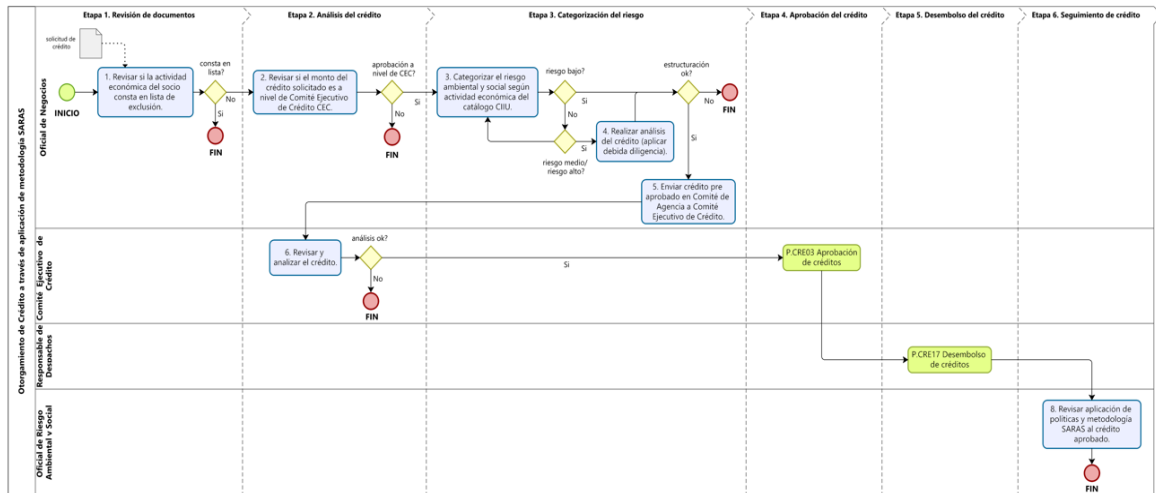 Etapa 1. Revisión de documentos
Etapa 2. Análisis del crédito
Etapa 3. Categorización del riesgo
Etapa 4. Aprobación del crédito
Etapa 5. Desembolso del crédito
Etapa 6. Seguimiento de crédito
Otorgamiento de Crédito a través de aplicación de metodología SARAS
Oficial de Negocios
solicitud de
crédito
INICIO
1. Revisar si la actividad
económica del socio
consta en lista de
exclusión.
consta en
lista?
No
Si
FIN
2. Revisar si el monto del
crédito solicitado es a
nivel de Comité Ejecutivo
de Crédito CEC.
aprobación a
nivel de CEC?
Si
No
FIN
3. Categorizar el riesgo
ambiental y social según
actividad económica del
catálogo CIIU.
riesgo bajo?
Si
No
riesgo medio/
riesgo alto?
Si
4. Realizar análisis
del crédito (aplicar
debida diligencia).
estructuración
ok?
No
FIN
Si
5. Enviar crédito pre
aprobado en Comité de
Agencia a Comité
Ejecutivo de Crédito.
Comité Ejecutivo de
Crédito
6. Revisar y
analizar el crédito.
análisis ok?
Si
No
FIN
P.CRE03 Aprobación
de créditos
Responsable de
Despachos
P.CRE17 Desembolso
de créditos
Oficial de Riesgo
Ambiental y Social
8. Revisar aplicación de
políticas y metodología
SARAS al crédito
aprobado.
FIN